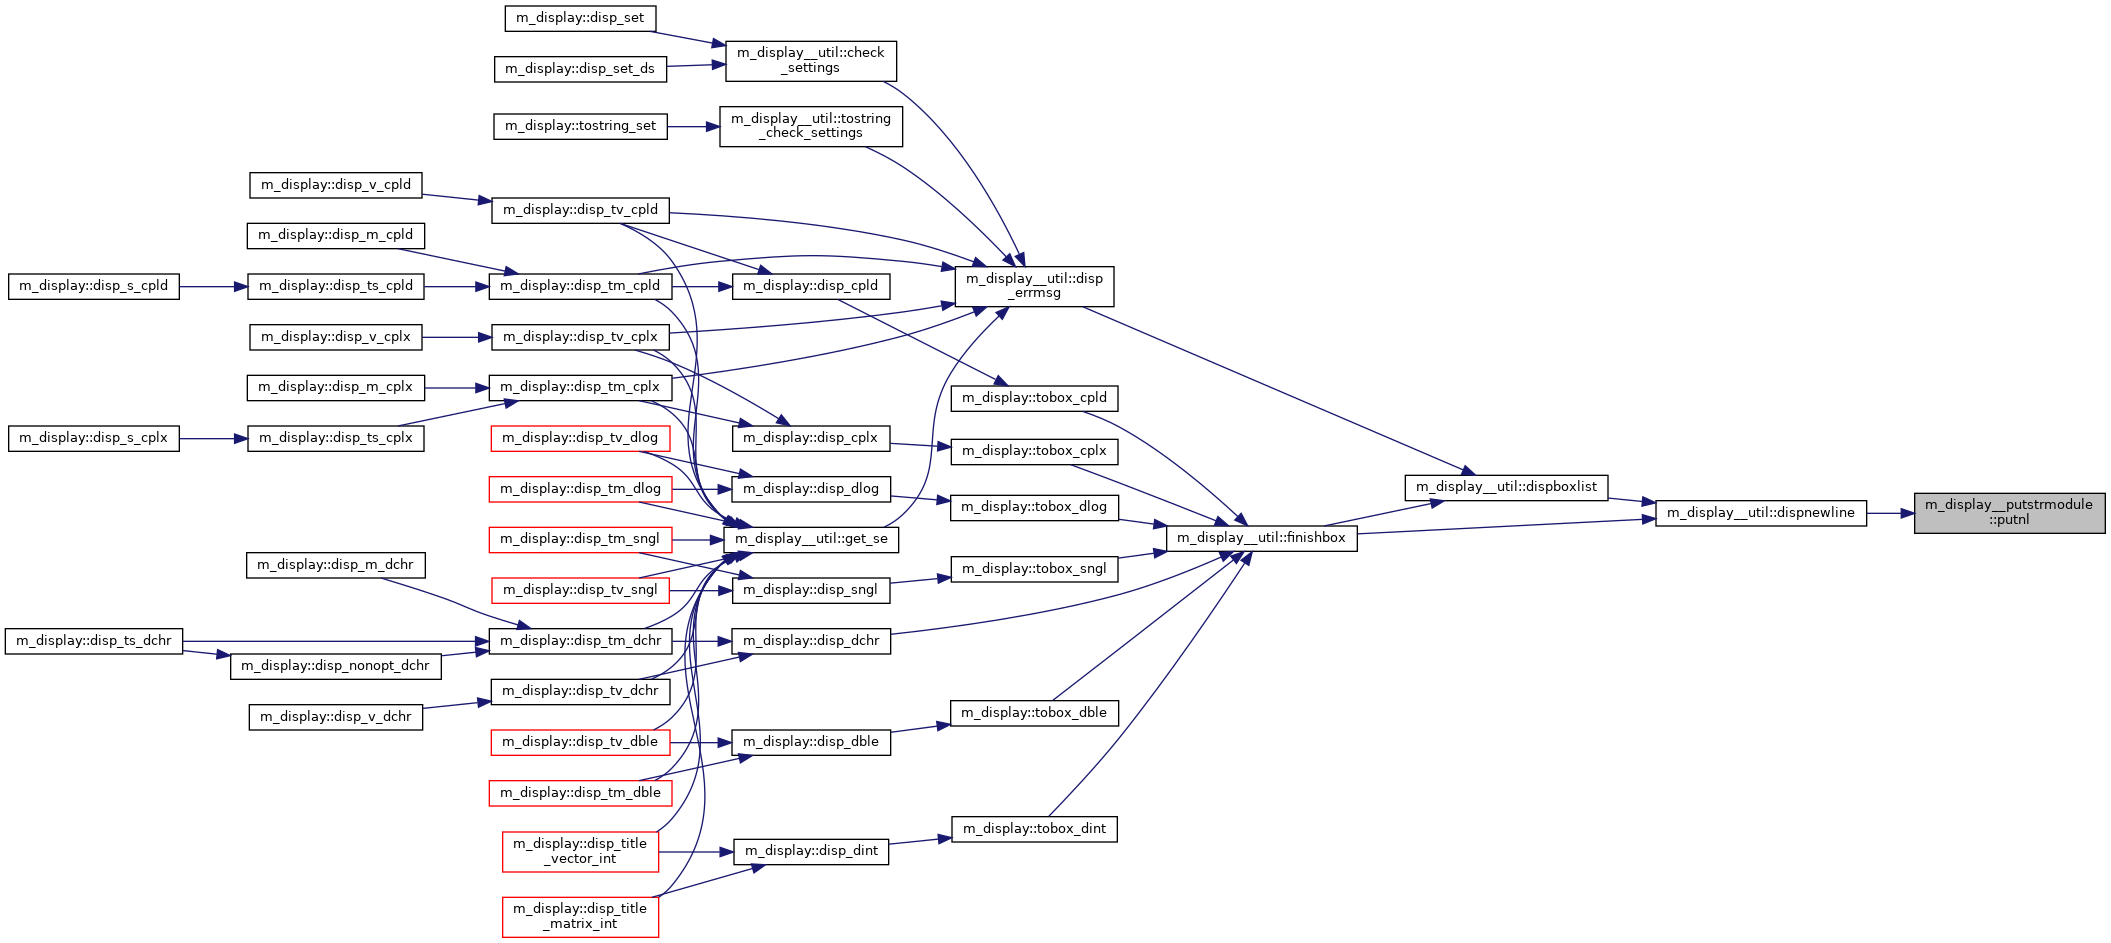 m_display::disp_set
m_display::disp_set_ds
m_display__util::check
_settings
m_display::tostring_set
m_display__util::tostring
_check_settings
m_display::disp_v_cpld
m_display::disp_tv_cpld
m_display::disp_m_cpld
m_display::disp_s_cpld
m_display::disp_ts_cpld
m_display::disp_tm_cpld
m_display::disp_cpld
m_display__util::disp
_errmsg
m_display::disp_v_cplx
m_display::disp_tv_cplx
m_display::disp_m_cplx
m_display::disp_tm_cplx
m_display::tobox_cpld
m_display::disp_s_cplx
m_display::disp_ts_cplx
m_display::disp_tv_dlog
m_display::disp_cplx
m_display::tobox_cplx
m_display::disp_tm_dlog
m_display::disp_dlog
m_display::tobox_dlog
m_display__util::dispboxlist
m_display__util::dispnewline
m_display__putstrmodule
::putnl
m_display::disp_tm_sngl
m_display__util::get_se
m_display__util::finishbox
m_display::disp_m_dchr
m_display::disp_tv_sngl
m_display::disp_sngl
m_display::tobox_sngl
m_display::disp_ts_dchr
m_display::disp_nonopt_dchr
m_display::disp_tm_dchr
m_display::disp_dchr
m_display::disp_v_dchr
m_display::disp_tv_dchr
m_display::disp_tv_dble
m_display::disp_dble
m_display::tobox_dble
m_display::disp_tm_dble
m_display::disp_title
_vector_int
m_display::disp_dint
m_display::tobox_dint
m_display::disp_title
_matrix_int